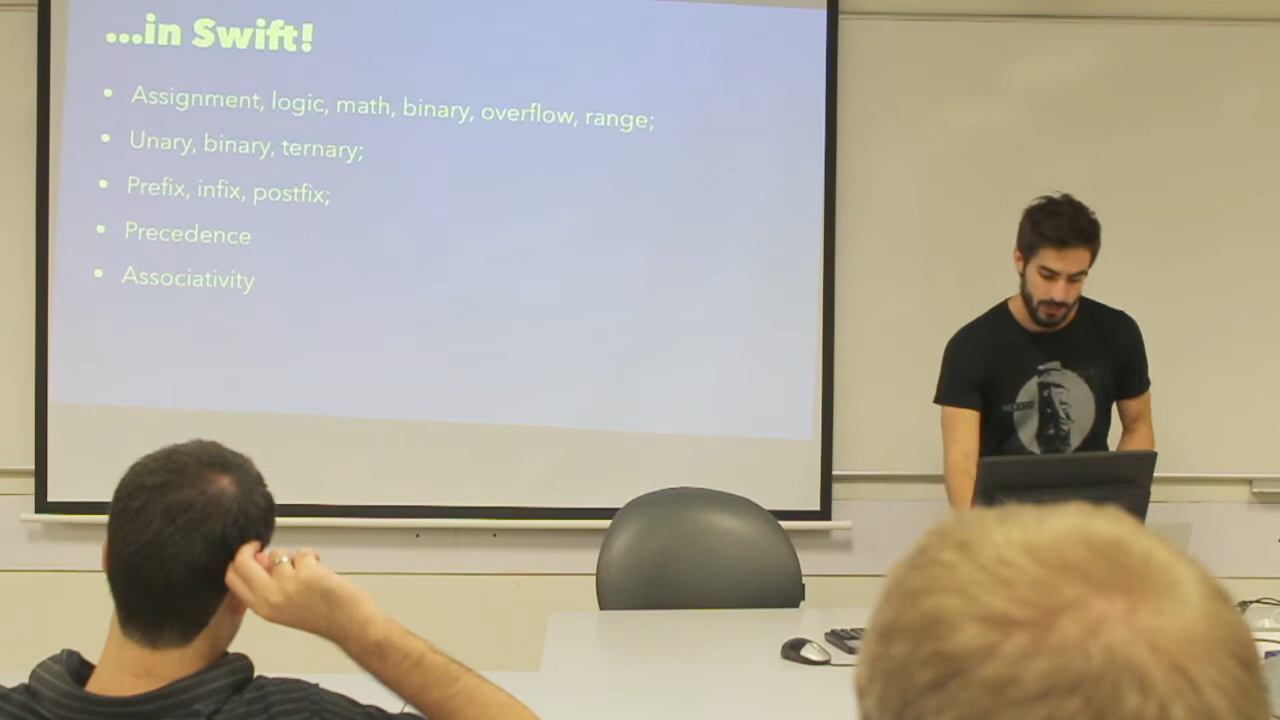 ...in Swift!
• Assignment, logic, math, binary, overflow, range;
• Unary, binary, ternary;
• Prefix, infix, postfix;
• Precedence
• Associativity